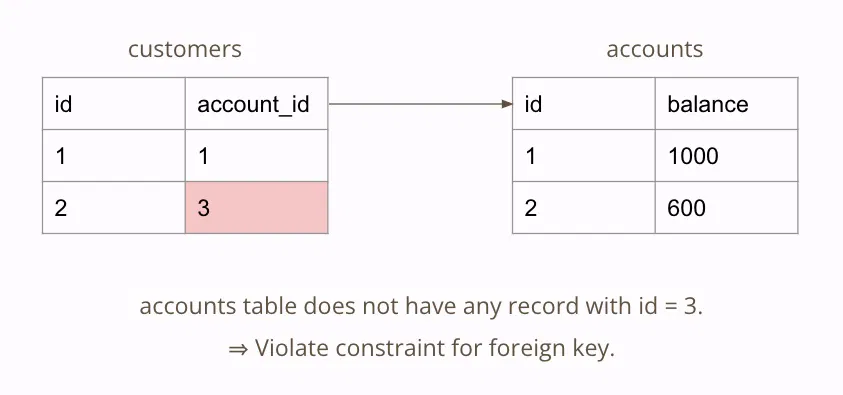 customers
id account_id
1 1
2 3
accounts
id balance
1 1000
2 600
accounts table does not have any record with id = 3.
⇒ Violate constraint for foreign key.